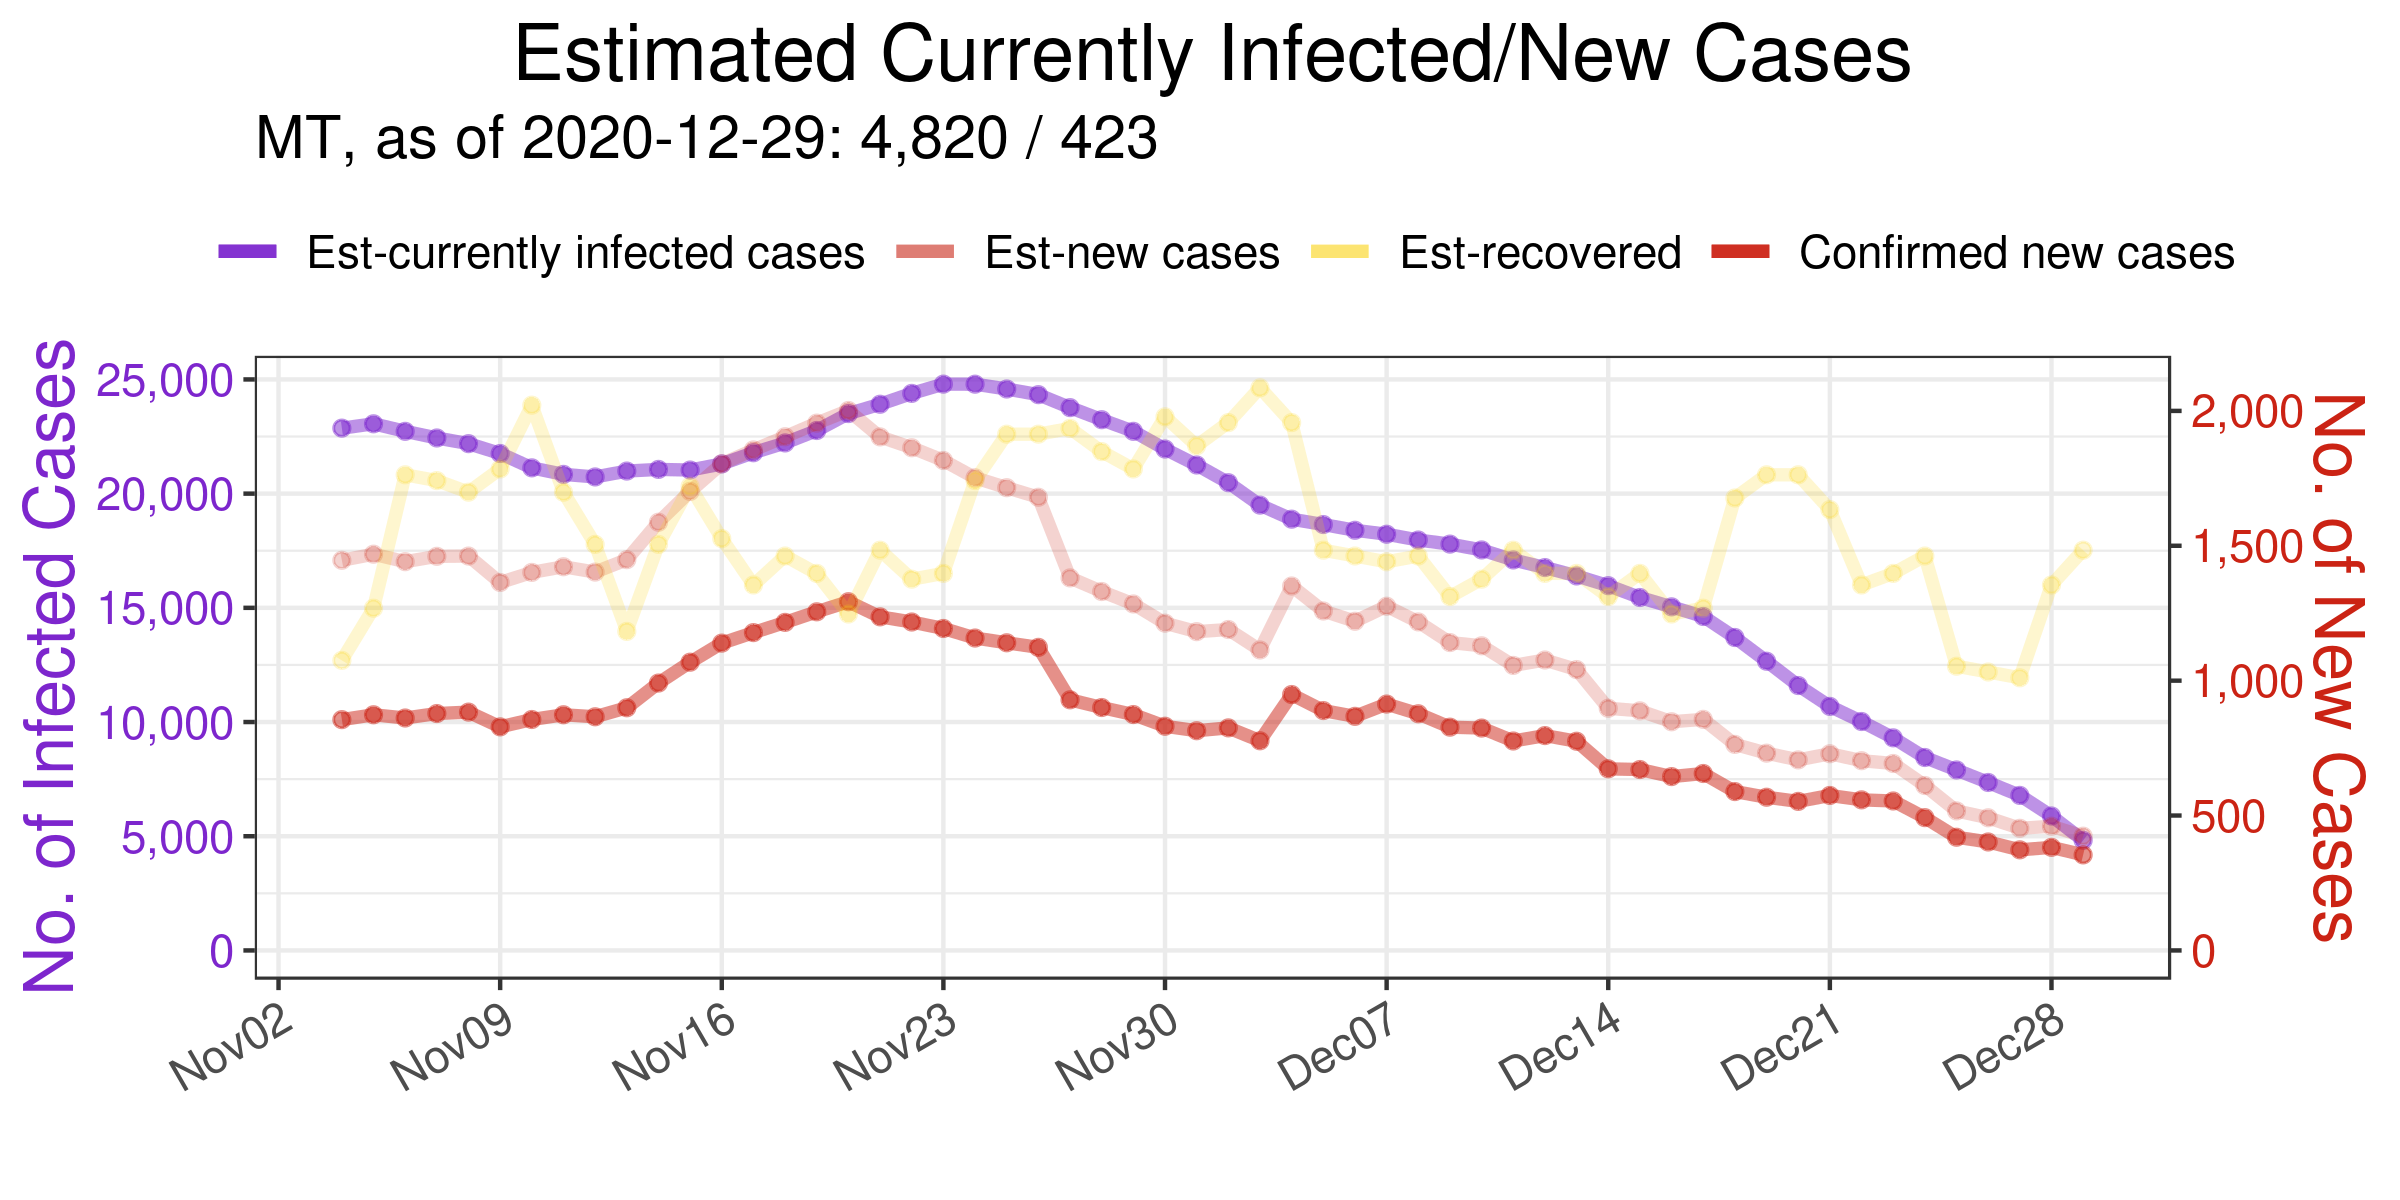 Estimated Currently Infected/New Cases
MT, as of 2020-12-29: 4,820 / 423
Est-currently infected cases Est-new cases Est-recovered Confirmed new cases
No. of Infected Cases
25,000
20,000
15,000
10,000
5,000
0
2,000
1,500
1,000
500
0
No. of New Cases
Nov02 Nov09 Nov16 Nov23 Nov30 Dec07 Dec14 Dec21 Dec28